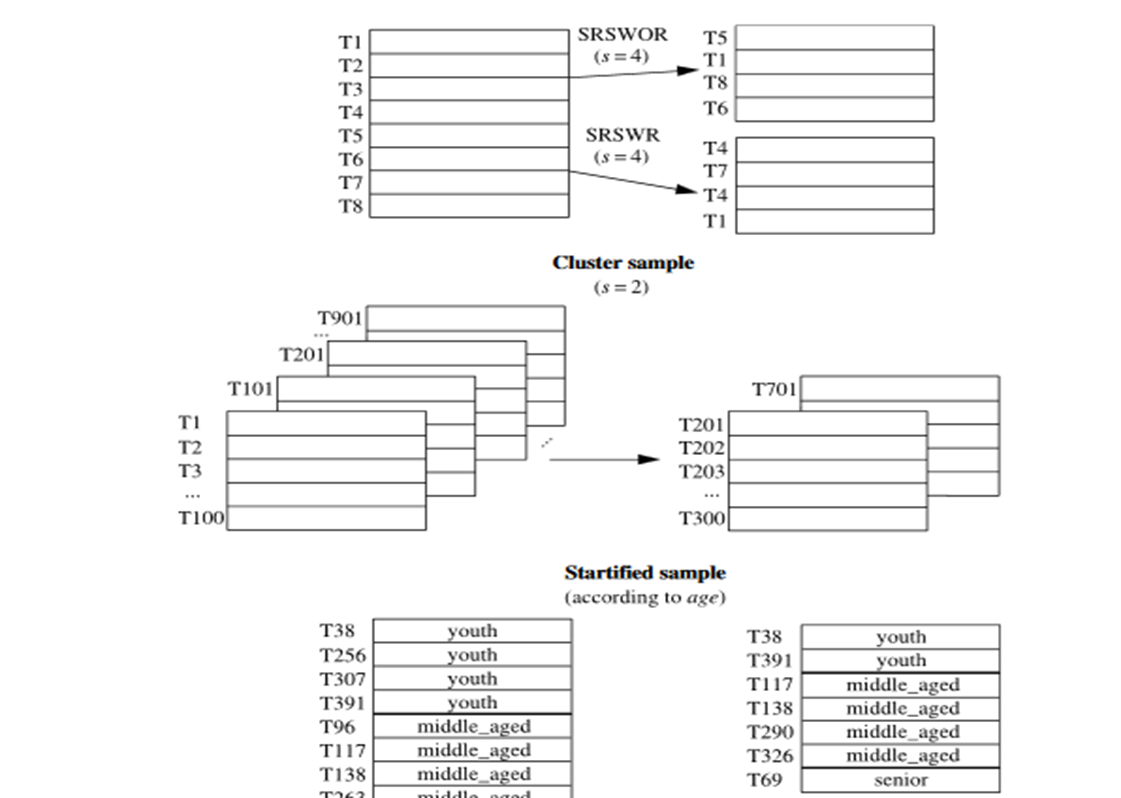 T1
T2
T3
T4
T5
T6
T7
T8
SRSWOR
(s = 4)
T5
T1
T8
T6
SRSWR
(s = 4)
T4
T7
T4
T1
Cluster sample
(s = 2)
T901
...
T201
T101
T1
T2
T3
...
T100
T701
T201
T202
T203
...
T300
Startified sample
(according to age)
T38 youth
T256 youth
T307 youth
T391 youth
T96 middle_aged
T117 middle_aged
T138 middle_aged
T263 middle_aged
T38 youth
T391 youth
T117 middle_aged
T138 middle_aged
T290 middle_aged
T326 middle_aged
T69 senior